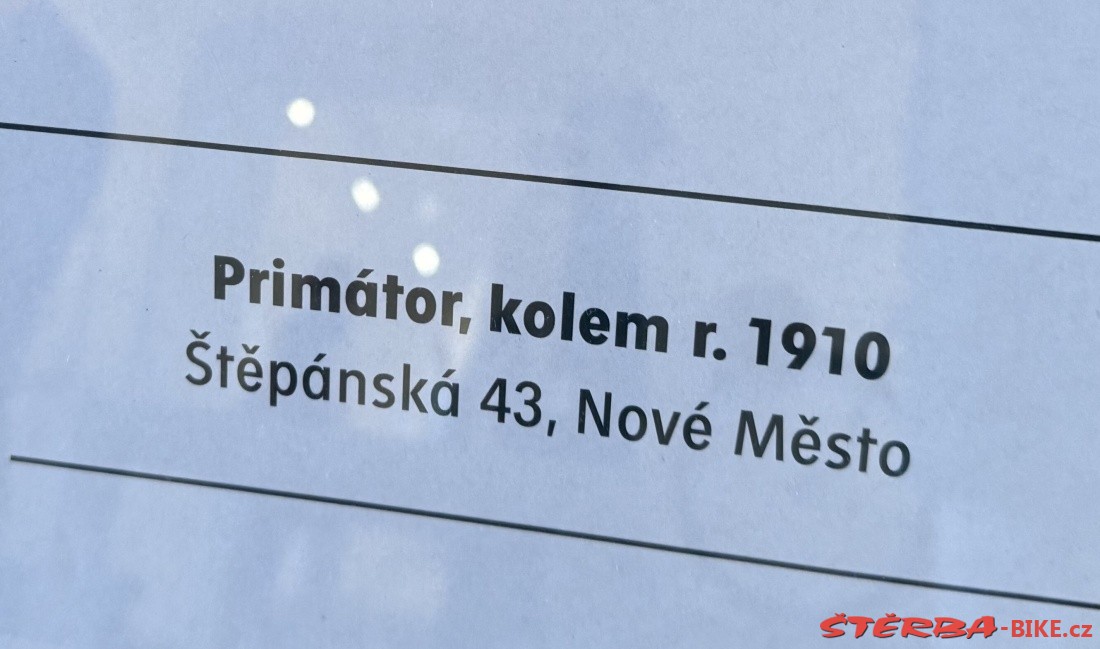 Primátor, kolem r. 1910
Štěpánská 43, Nové Město
ŠTĚRBA-BIKE.cz